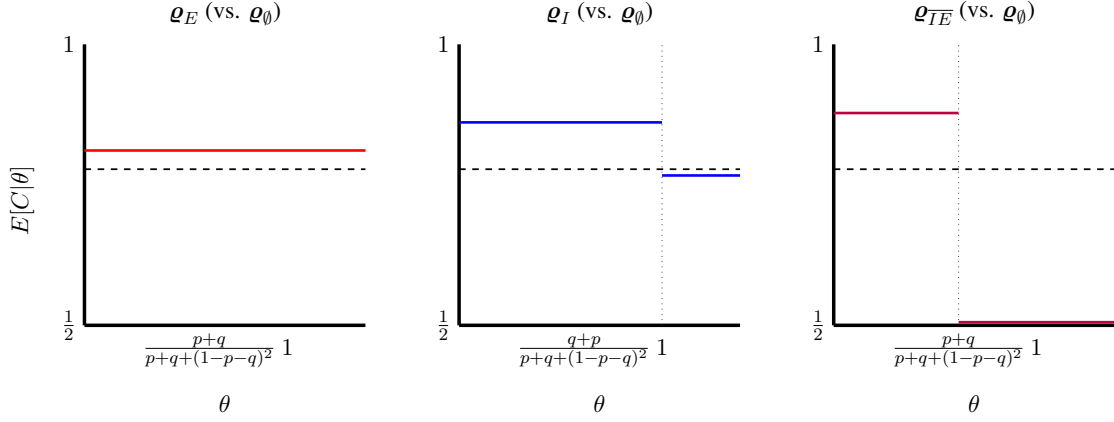 ϱ_E (vs. ϱ_∅)
1
E[C|θ]
1/2
(p+q)/(p+q+(1−p−q)²) 1
θ
ϱ_I (vs. ϱ_∅)
1
1/2
(q+p)/(p+q+(1−p−q)²) 1
θ
ϱ_{\overline{IE}} (vs. ϱ_∅)
1
1/2
(p+q)/(p+q+(1−p−q)²) 1
θ